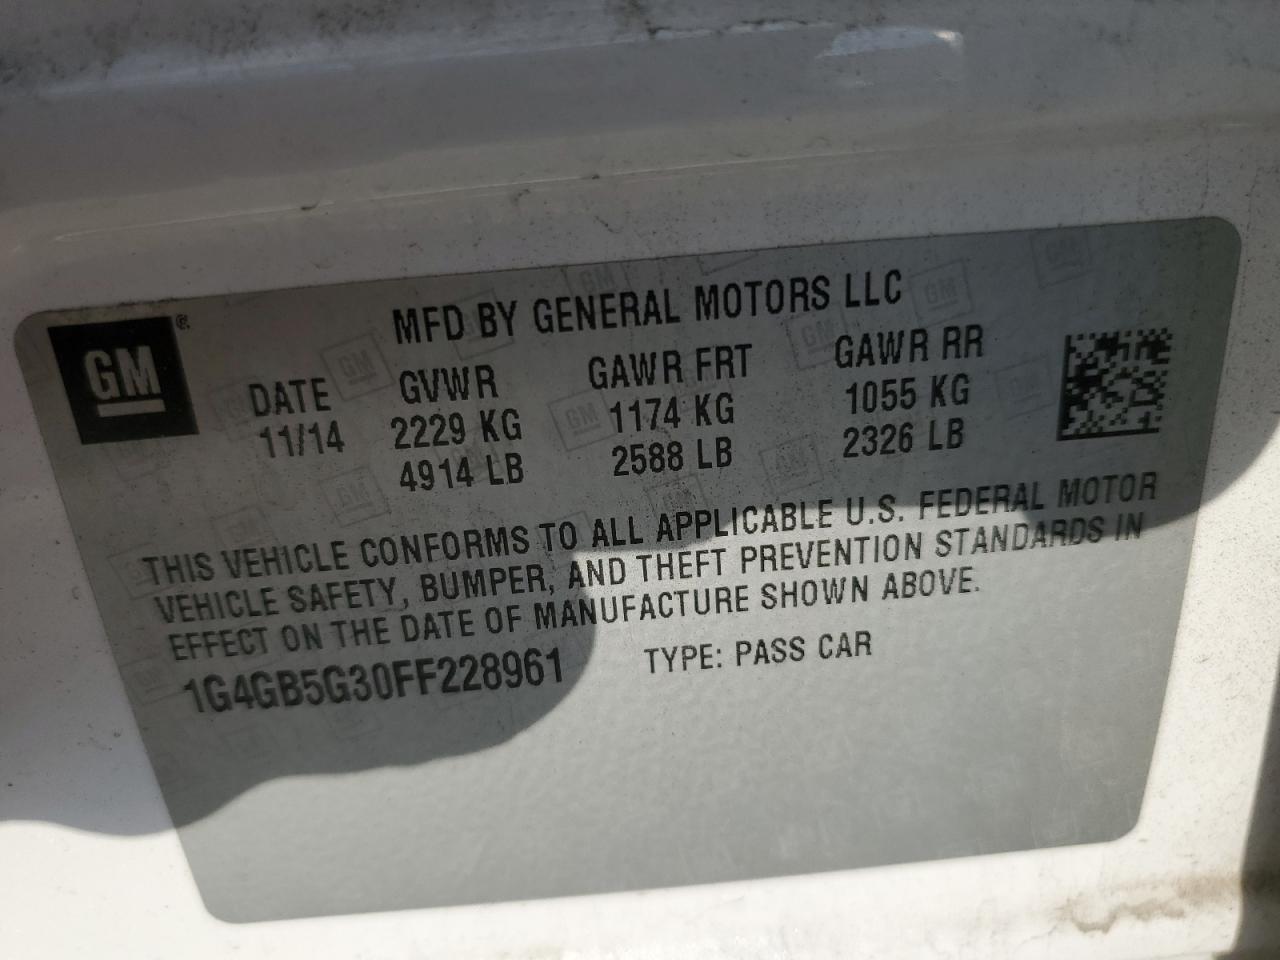 GM®
MFD BY GENERAL MOTORS LLC
DATE GVWR GAWR FRT GAWR RR
11/14 2229 KG 1174 KG 1055 KG
4914 LB 2588 LB 2326 LB
THIS VEHICLE CONFORMS TO ALL APPLICABLE U.S. FEDERAL MOTOR
VEHICLE SAFETY, BUMPER, AND THEFT PREVENTION STANDARDS IN
EFFECT ON THE DATE OF MANUFACTURE SHOWN ABOVE.
1G4GB5G30FF228961 TYPE: PASS CAR